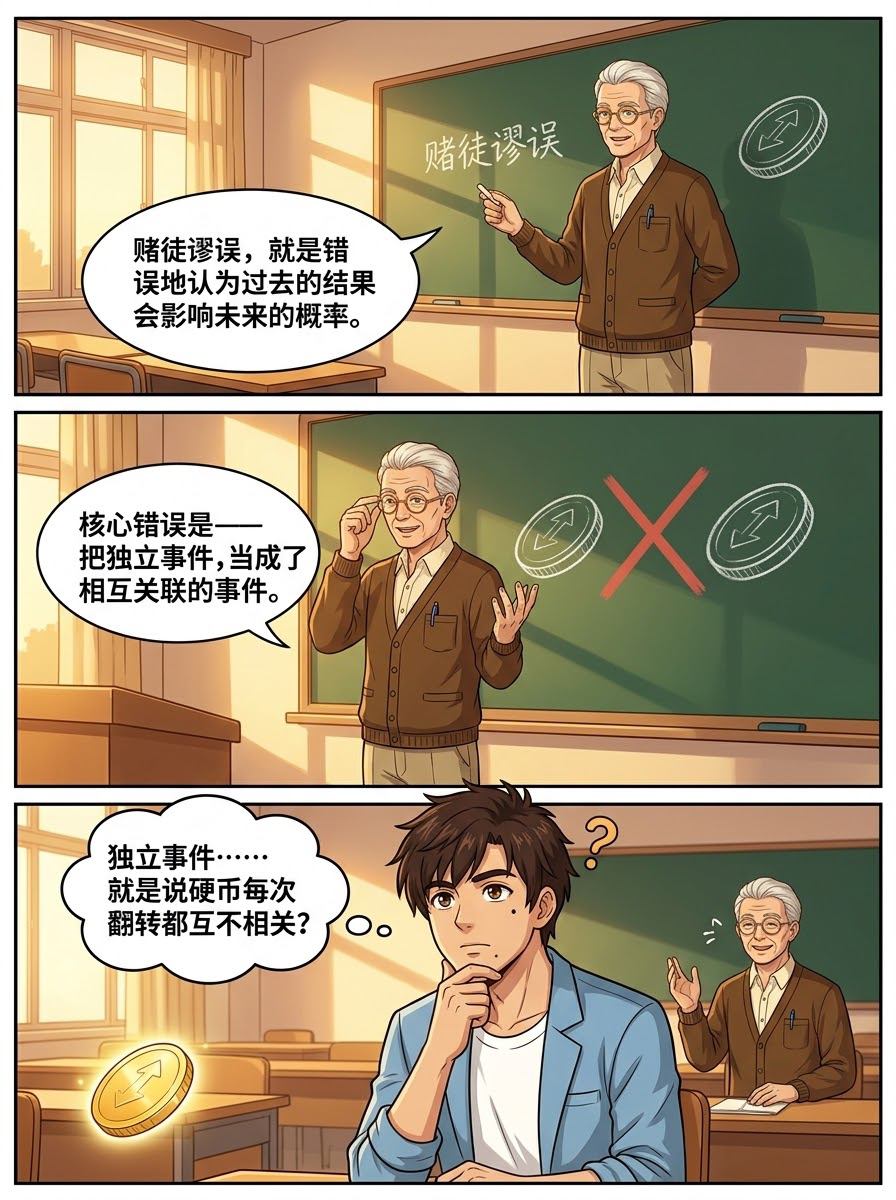 赌徒谬误
赌徒谬误，就是错
误地认为过去的结果
会影响未来的概率。
核心错误是——
把独立事件，当成了
相互关联的事件。
独立事件……
就是说硬币每次
翻转都互不相关？
?